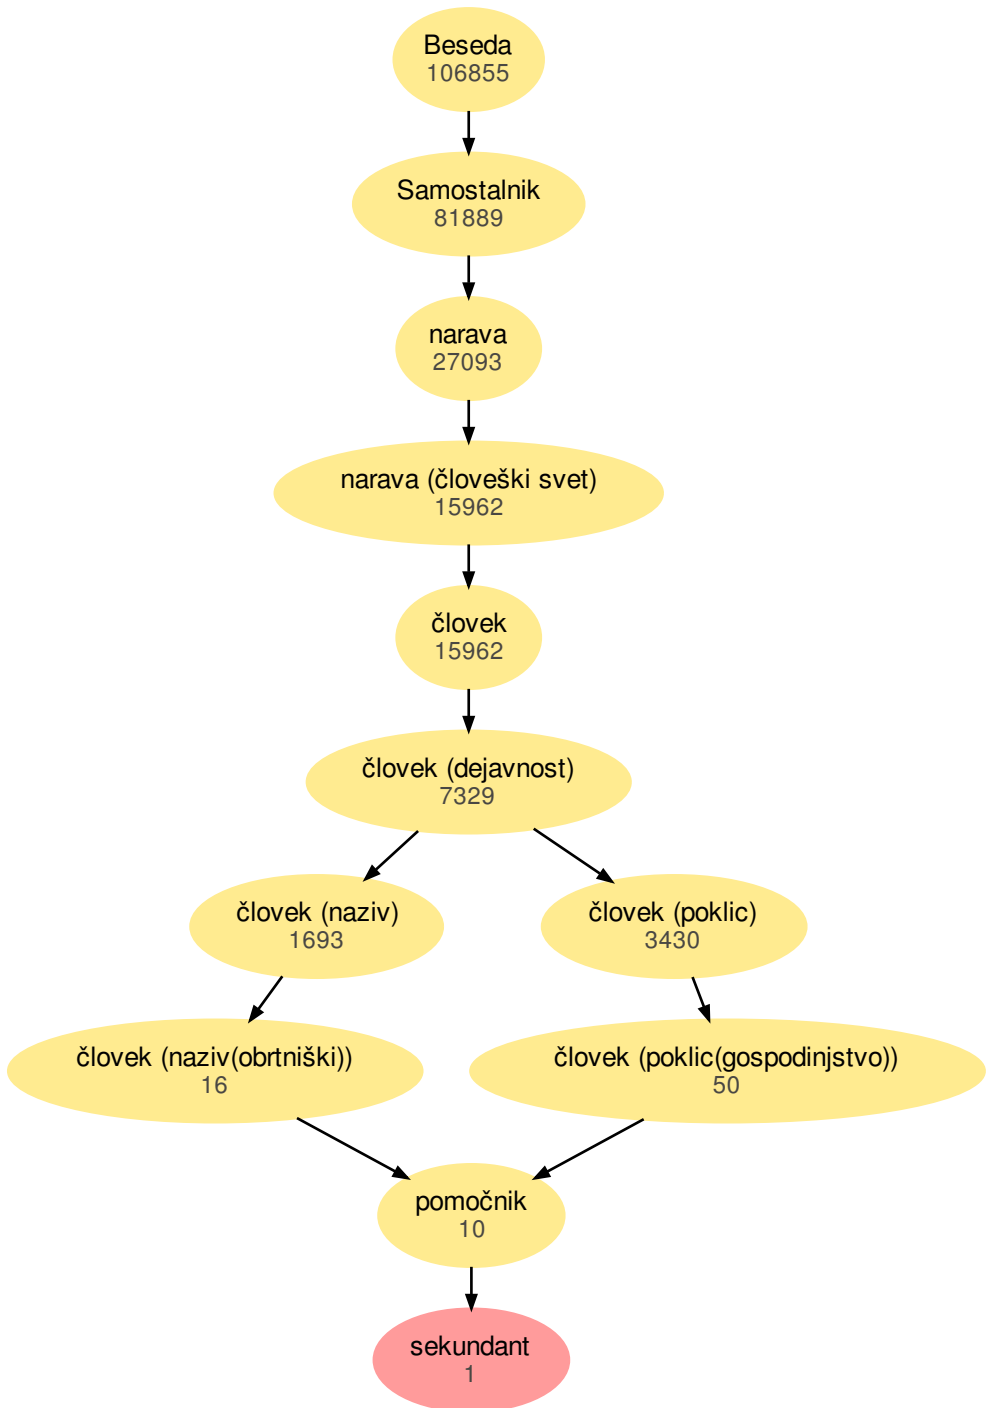 Beseda
106855
Samostalnik
81889
narava
27093
narava (človeški svet)
15962
človek
15962
človek (dejavnost)
7329
človek (naziv)
1693
človek (poklic)
3430
človek (naziv(obrtniški))
16
človek (poklic(gospodinjstvo))
50
pomočnik
10
sekundant
1